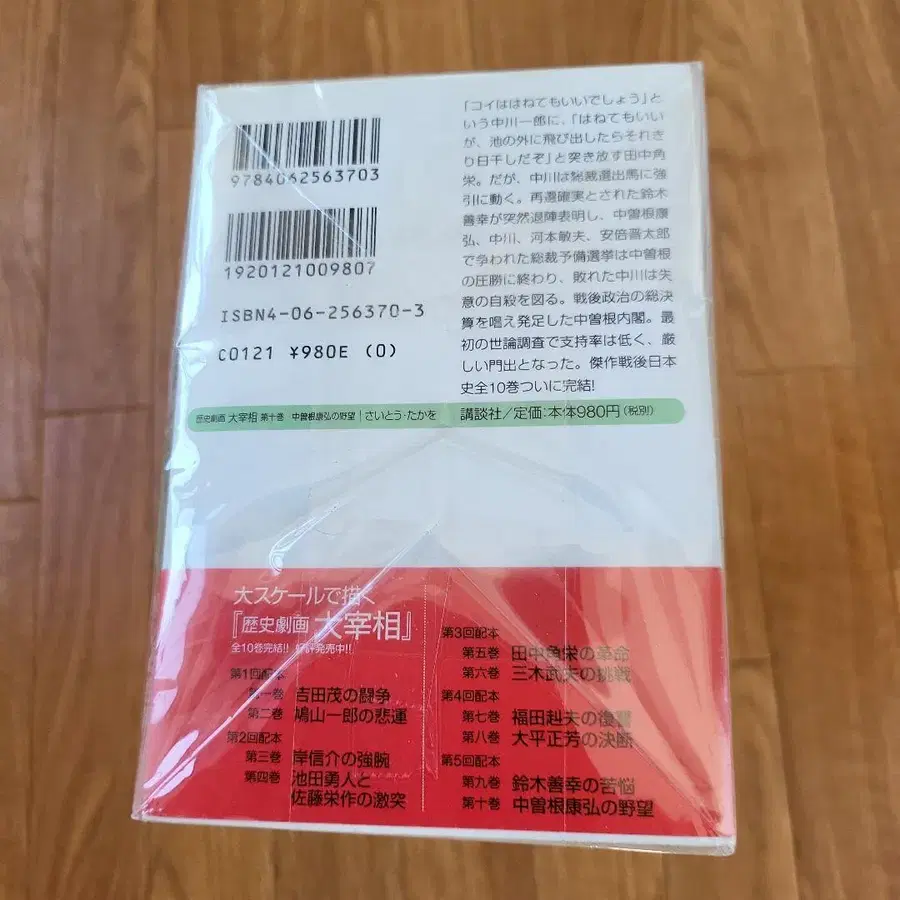 9784062563703
1920121009807
ISBN4-06-256370-3
C0121 ¥980E (0)
「コイははねてもいいでしょう」と
いう中川一郎に、「はねてもいい
が、池の外に飛び出したらそれき
り日干しだぞ」と突き放す田中角
栄。だが、中川は総裁選出馬に強
引に動く。再選確実とされた鈴木
善幸が突然退陣表明し、中曽根康
弘、中川、河本敏夫、安倍晋太郎
で争われた総裁予備選挙は中曽根
の圧勝に終わり、敗れた中川は失
意の自殺を図る。戦後政治の総決
算を唱え発足した中曽根内閣。最
初の世論調査で支持率は低く、厳
しい門出となった。傑作戦後日本
史全10巻ついに完結!
歴史劇画 大宰相 第十巻 中曽根康弘の野望 | さいとう・たかを
講談社/定価:本体980円(税別)
大スケールで描く
『歴史劇画 大宰相』
全10巻完結!! 好評発売中!!
第1回配本
第一巻 吉田茂の闘争
第二巻 鳩山一郎の悲運
第2回配本
第三巻 岸信介の強腕
第四巻 池田勇人と
佐藤栄作の激突
第3回配本
第五巻 田中角栄の革命
第六巻 三木武夫の挑戦
第4回配本
第七巻 福田赳夫の復讐
第八巻 大平正芳の決断
第5回配本
第九巻 鈴木善幸の苦悩
第十巻 中曽根康弘の野望